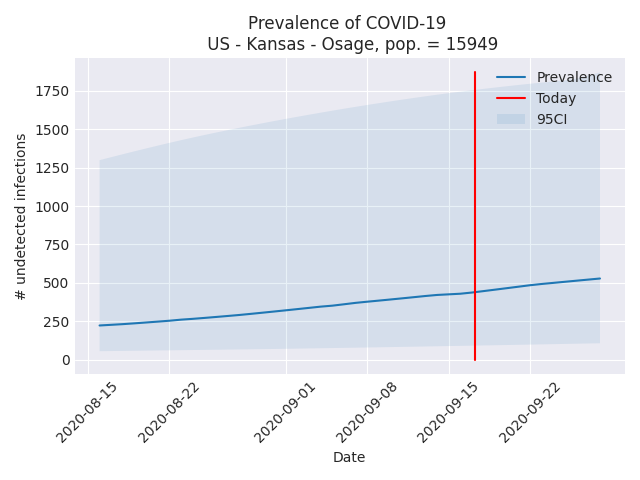 Prevalence of COVID-19
US - Kansas - Osage, pop. = 15949
Prevalence
Today
95CI
# undetected infections
1750
1500
1250
1000
750
500
250
0
2020-08-15
2020-08-22
2020-09-01
2020-09-08
2020-09-15
2020-09-22
Date